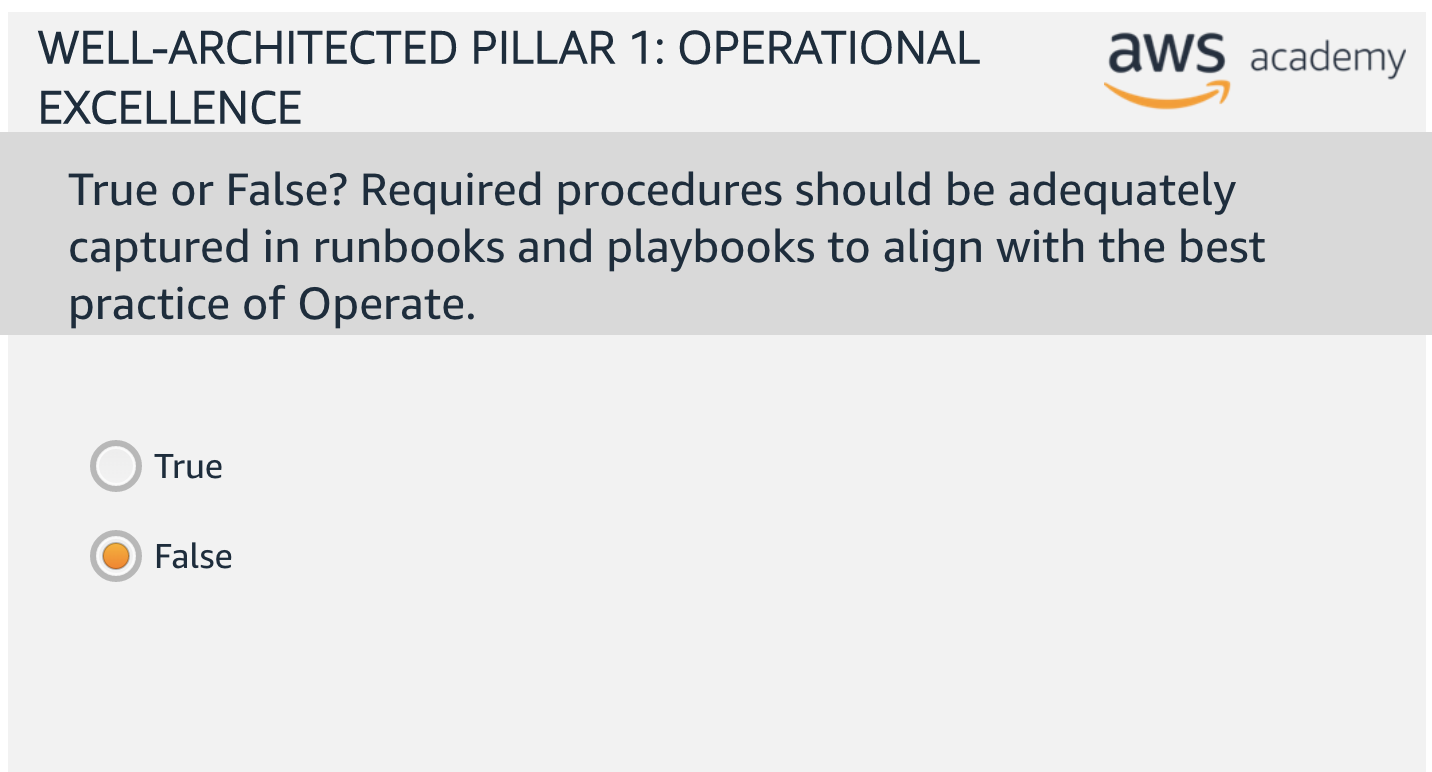 WELL-ARCHITECTED PILLAR 1: OPERATIONAL
EXCELLENCE
aws academy
True or False? Required procedures should be adequately
captured in runbooks and playbooks to align with the best
practice of Operate.
True
False